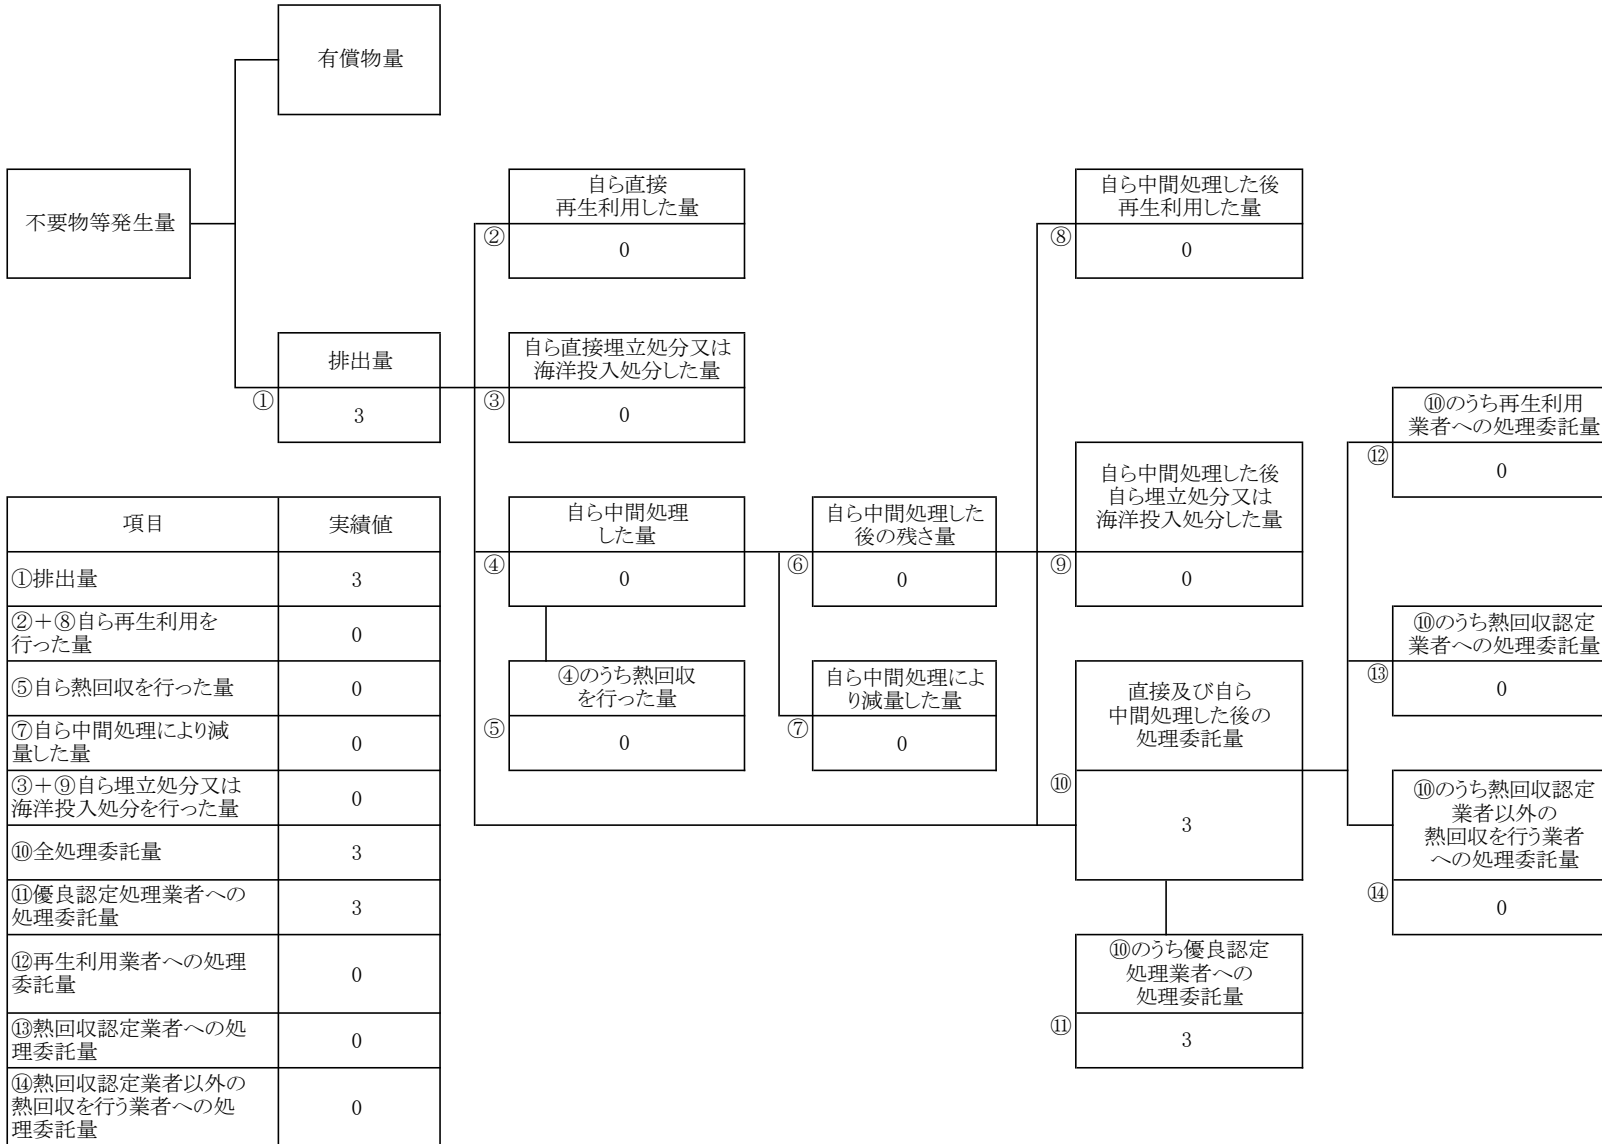 有償物量
不要物等発生量
自ら直接
再生利用した量
②
0
自ら中間処理した後
再生利用した量
⑧
0
排出量
①
3
自ら直接埋立処分又は
海洋投入処分した量
③
0
⑩のうち再生利用
業者への処理委託量
⑫
0
自ら中間処理
した量
④
0
自ら中間処理した
後の残さ量
⑥
0
自ら中間処理した後
自ら埋立処分又は
海洋投入処分した量
⑨
0
④のうち熱回収
を行った量
⑤
0
自ら中間処理によ
り減量した量
⑦
0
直接及び自ら
中間処理した後の
処理委託量
⑩
3
⑩のうち熱回収認定
業者への処理委託量
⑬
0
⑩のうち熱回収認定
業者以外の
熱回収を行う業者
への処理委託量
⑭
0
⑩のうち優良認定
処理業者への
処理委託量
⑪
3
項目 実績値
①排出量 3
②+⑧自ら再生利用を
行った量 0
⑤自ら熱回収を行った量 0
⑦自ら中間処理により減
量した量 0
③+⑨自ら埋立処分又は
海洋投入処分を行った量 0
⑩全処理委託量 3
⑪優良認定処理業者への
処理委託量 3
⑫再生利用業者への処理
委託量 0
⑬熱回収認定業者への処
理委託量 0
⑭熱回収認定業者以外の
熱回収を行う業者への処
理委託量 0